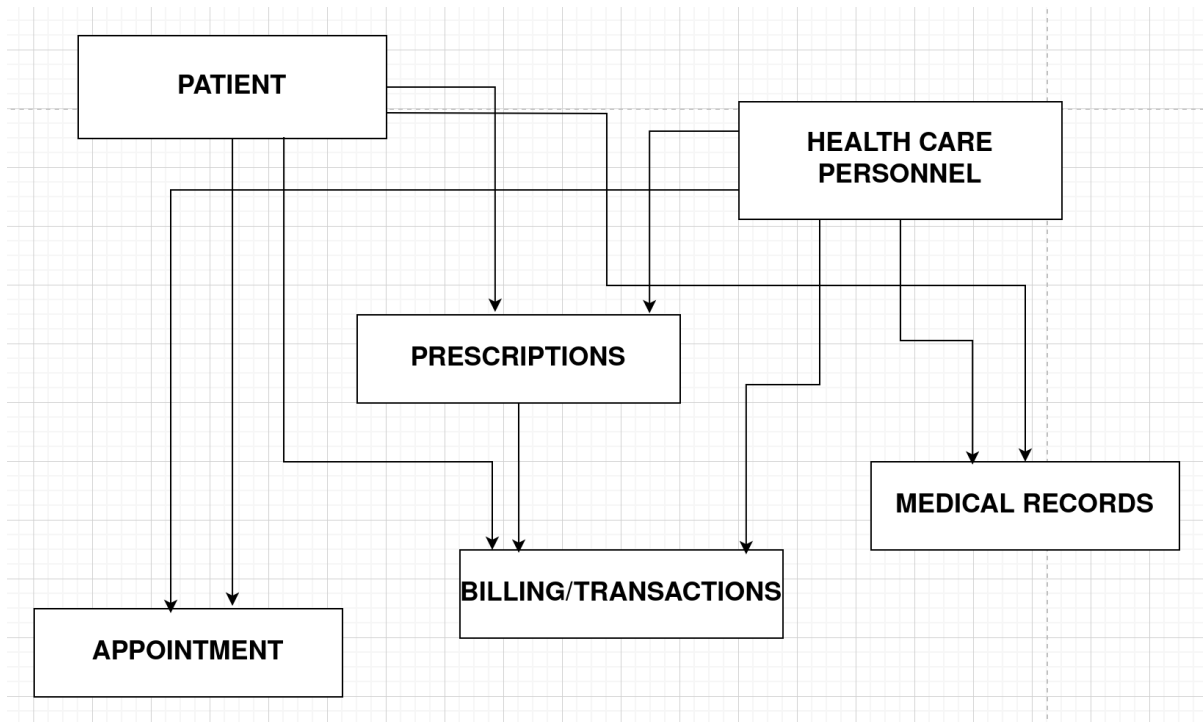 PATIENT
HEALTH CARE
PERSONNEL
PRESCRIPTIONS
MEDICAL RECORDS
BILLING/TRANSACTIONS
APPOINTMENT